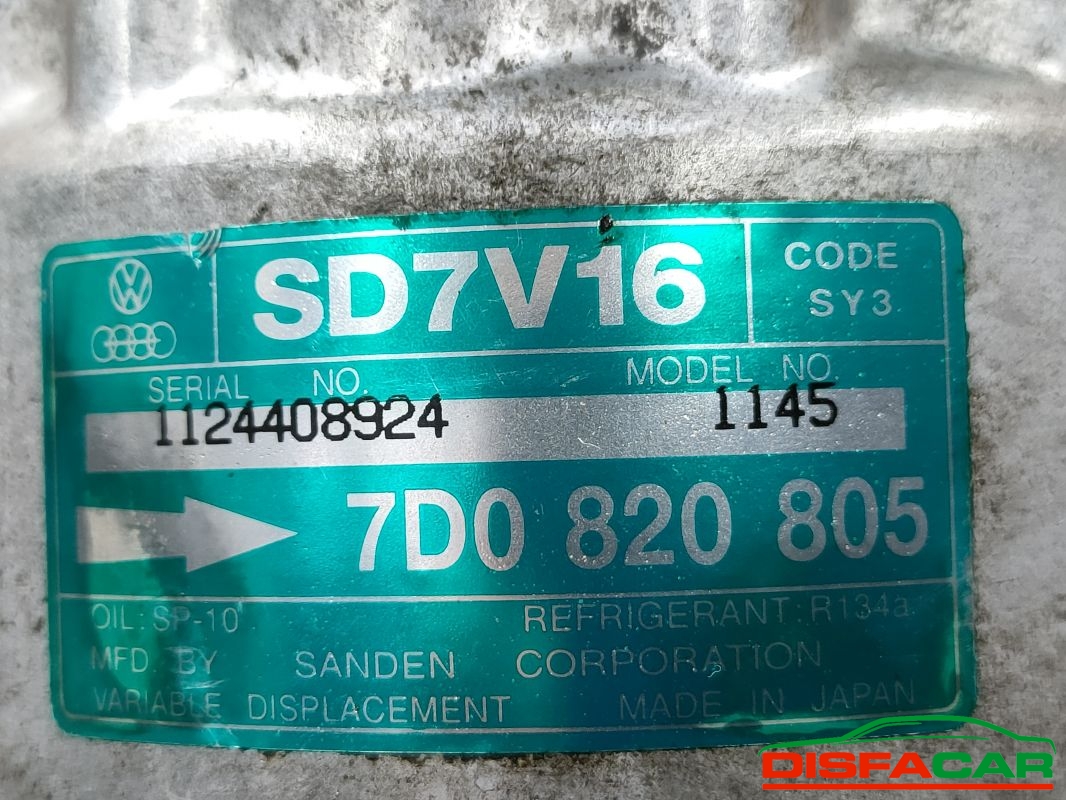 SD7V16
CODE
SY3
SERIAL NO.
MODEL NO
1124408924
1145
7D0 820 805
OIL: SP-10
REFRIGERANT: R134a
MFD BY SANDEN CORPORATION
VARIABLE DISPLACEMENT MADE IN JAPAN
DISFACAR